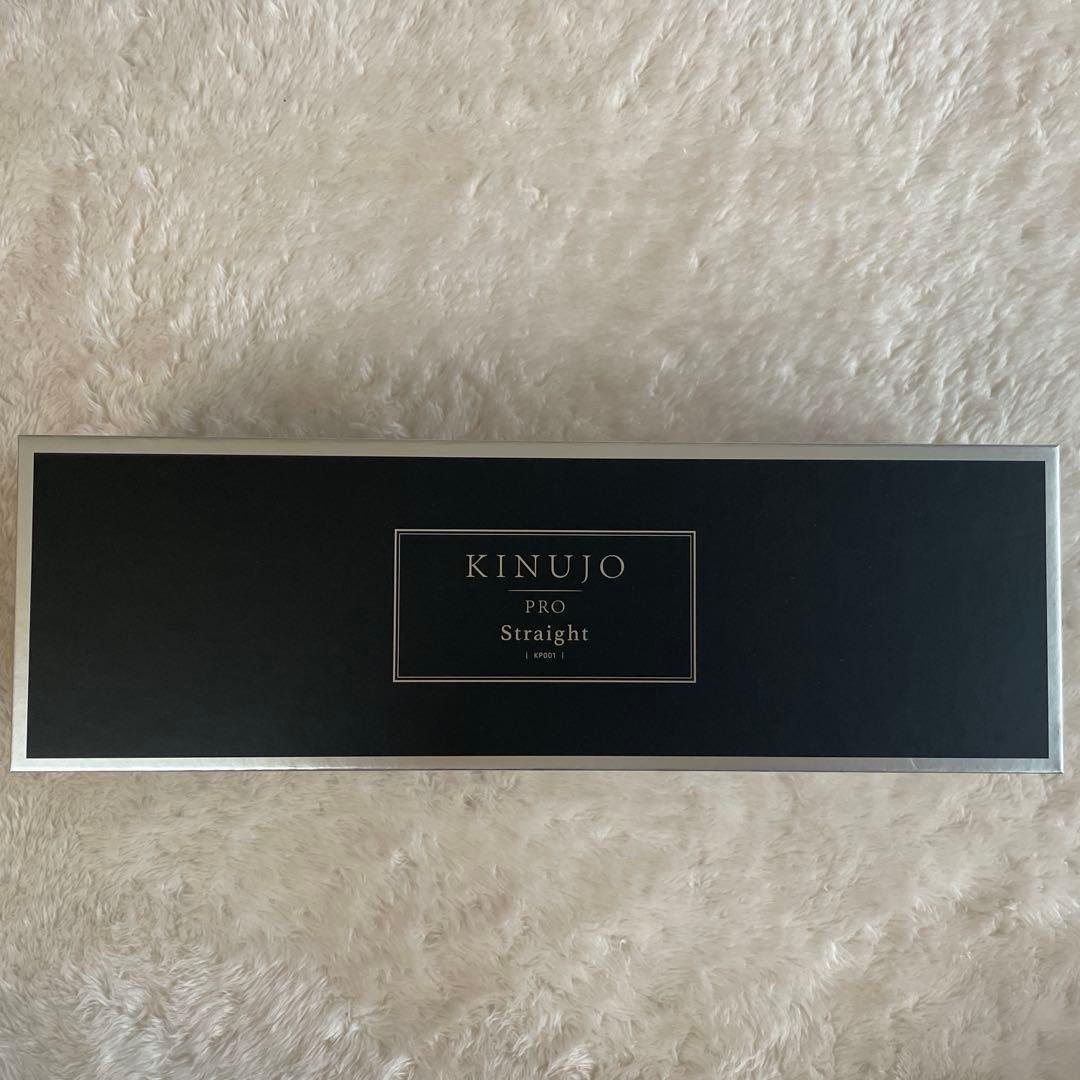 KINUJO
PRO
Straight
| KP001 |